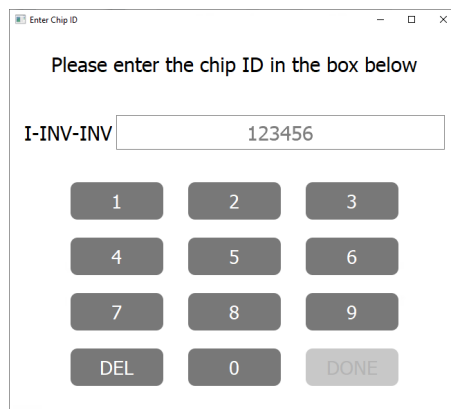 Enter Chip ID
Please enter the chip ID in the box below
I-INV-INV 123456
1 2 3
4 5 6
7 8 9
DEL 0 DONE